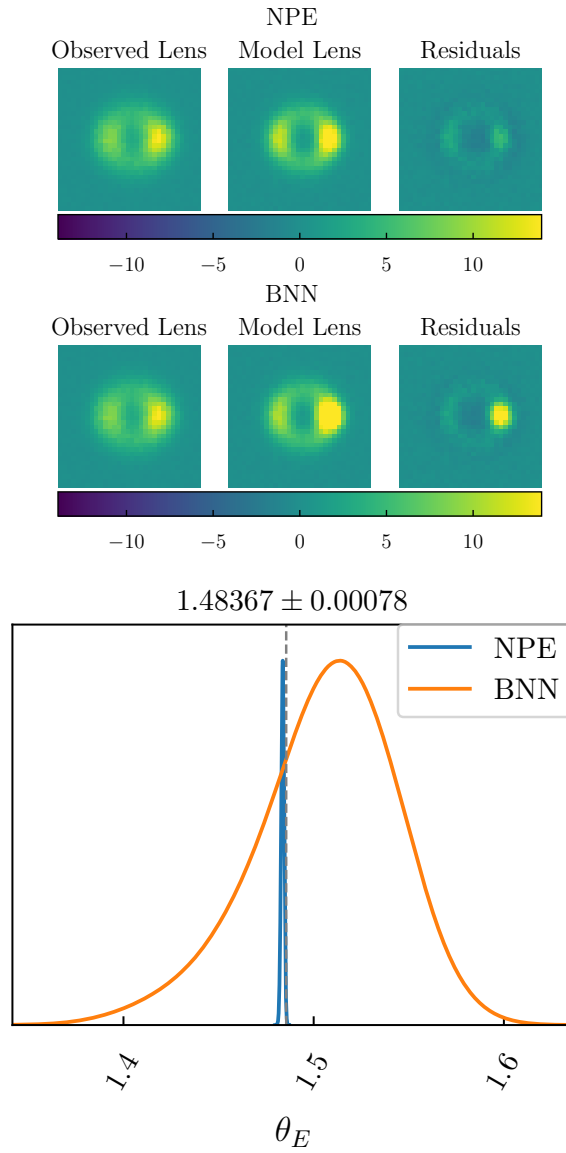 NPE
Observed Lens Model Lens Residuals
−10 −5 0 5 10
BNN
Observed Lens Model Lens Residuals
−10 −5 0 5 10
1.48367 ± 0.00078
NPE
BNN
1.4 1.5 1.6
θ_E